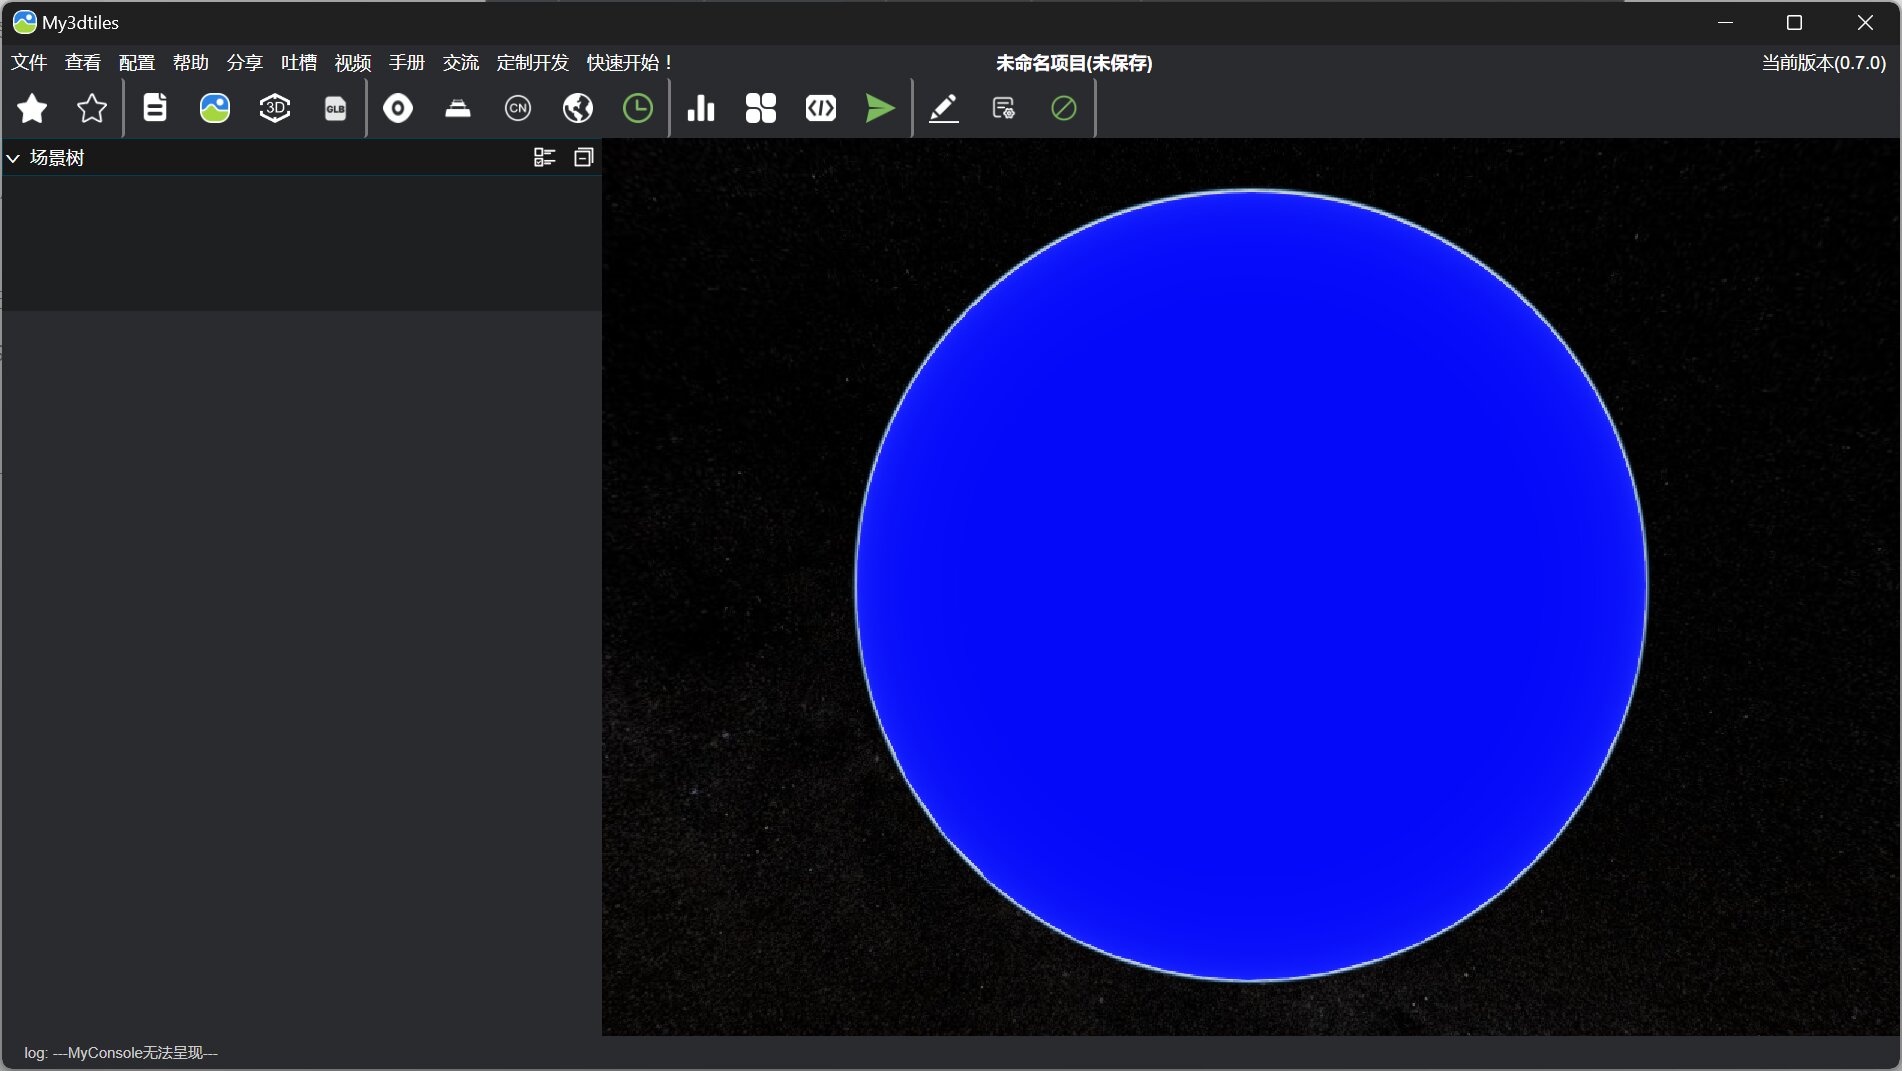 My3dtiles
文件 查看 配置 帮助 分享 吐槽 视频 手册 交流 定制开发 快速开始！ 未命名项目(未保存) 当前版本(0.7.0)
3D GLB CN
场景树
log: ---MyConsole无法呈现---